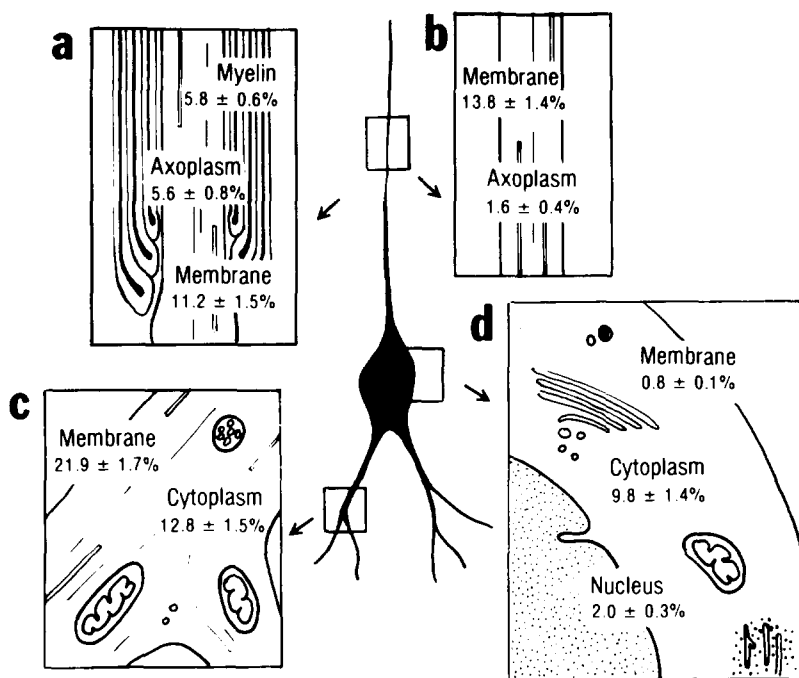 a
Myelin
5.8 ± 0.6%
Axoplasm
5.6 ± 0.8%
Membrane
11.2 ± 1.5%
b
Membrane
13.8 ± 1.4%
Axoplasm
1.6 ± 0.4%
c
Membrane
21.9 ± 1.7%
Cytoplasm
12.8 ± 1.5%
d
Membrane
0.8 ± 0.1%
Cytoplasm
9.8 ± 1.4%
Nucleus
2.0 ± 0.3%